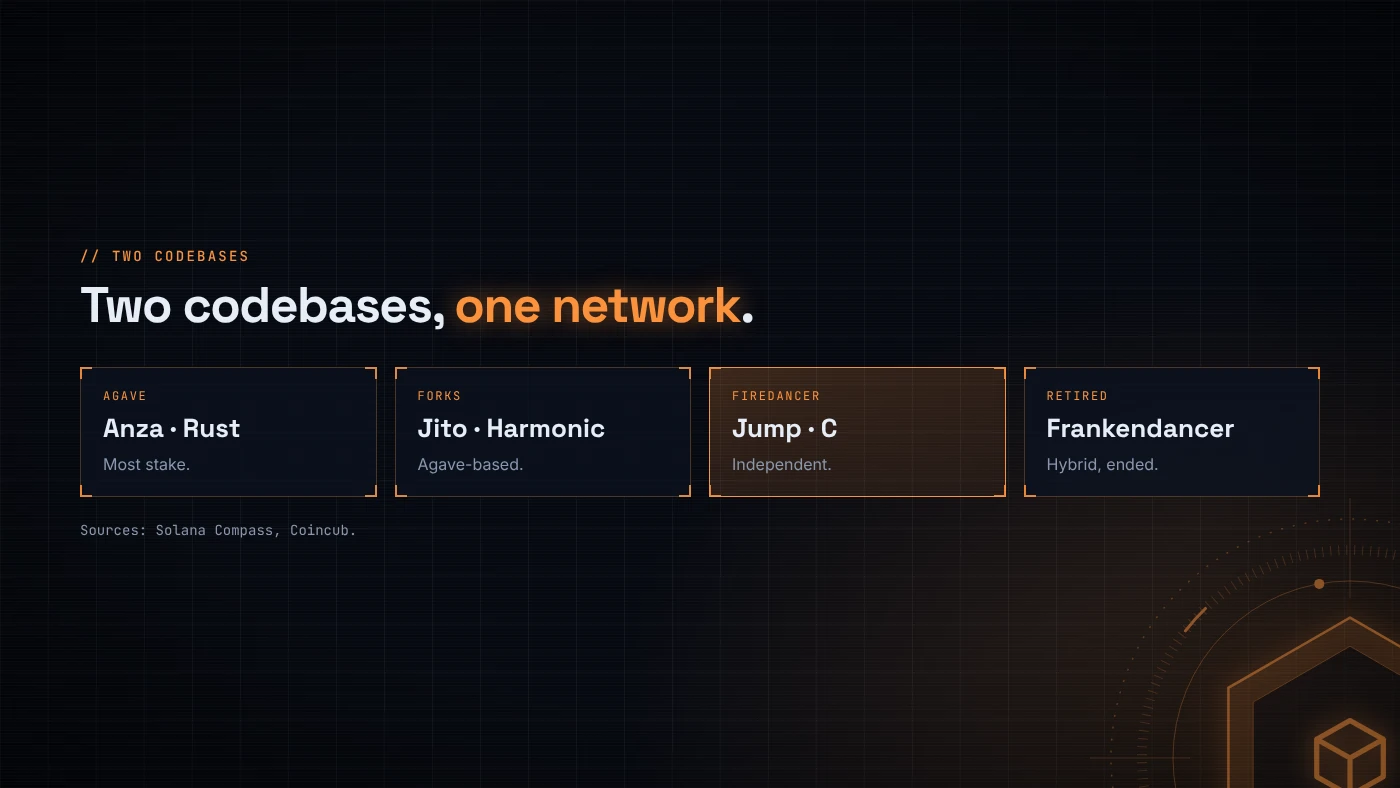 // TWO CODEBASES
Two codebases, one network.
AGAVE
Anza · Rust
Most stake.
FORKS
Jito · Harmonic
Agave-based.
FIREDANCER
Jump · C
Independent.
RETIRED
Frankendancer
Hybrid, ended.
Sources: Solana Compass, Coincub.